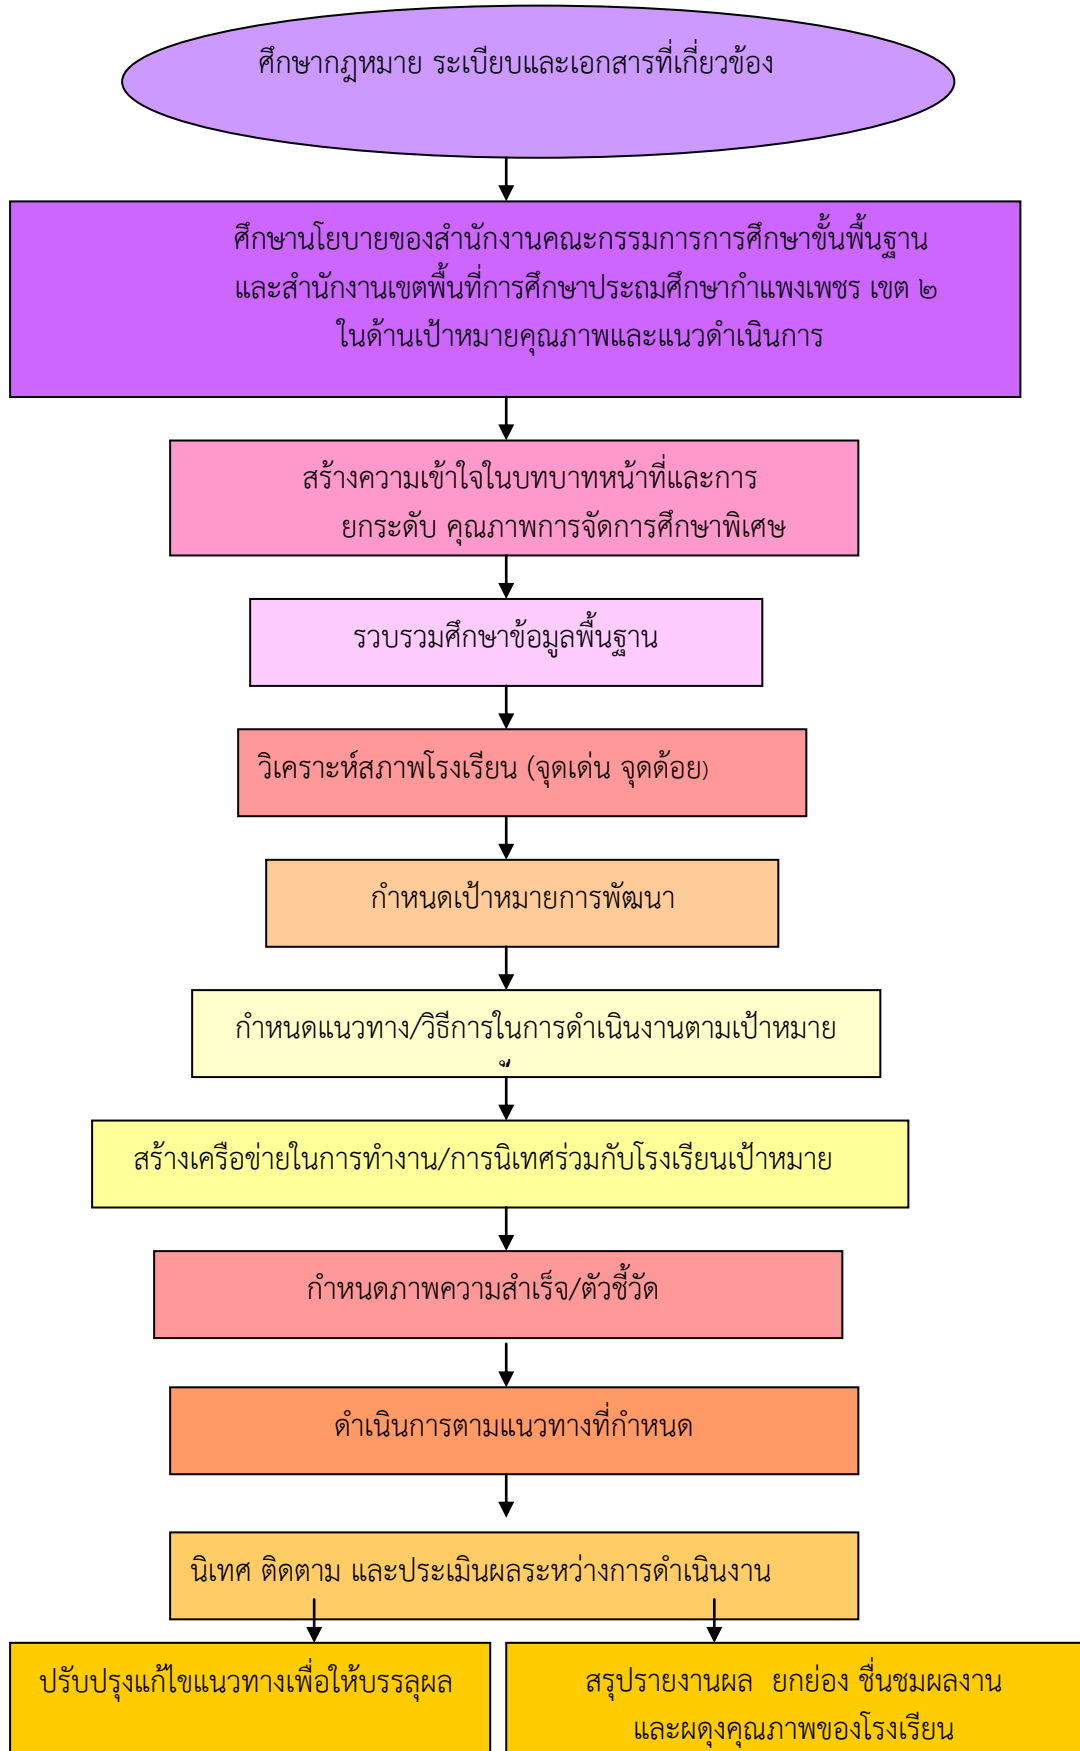 ศึกษากฎหมาย ระเบียบและเอกสารที่เกี่ยวข้อง
ศึกษานโยบายของสำนักงานคณะกรรมการการศึกษาขั้นพื้นฐาน
และสำนักงานเขตพื้นที่การศึกษาประถมศึกษากำแพงเพชร เขต ๒
ในด้านเป้าหมายคุณภาพและแนวดำเนินการ
สร้างความเข้าใจในบทบาทหน้าที่และการ
ยกระดับ คุณภาพการจัดการศึกษาพิเศษ
รวบรวมศึกษาข้อมูลพื้นฐาน
วิเคราะห์สภาพโรงเรียน (จุดเด่น จุดด้อย)
กำหนดเป้าหมายการพัฒนา
กำหนดแนวทาง/วิธีการในการดำเนินงานตามเป้าหมาย
สร้างเครือข่ายในการทำงาน/การนิเทศร่วมกับโรงเรียนเป้าหมาย
กำหนดภาพความสำเร็จ/ตัวชี้วัด
ดำเนินการตามแนวทางที่กำหนด
นิเทศ ติดตาม และประเมินผลระหว่างการดำเนินงาน
ปรับปรุงแก้ไขแนวทางเพื่อให้บรรลุผล
สรุปรายงานผล ยกย่อง ชื่นชมผลงาน
และผดุงคุณภาพของโรงเรียน